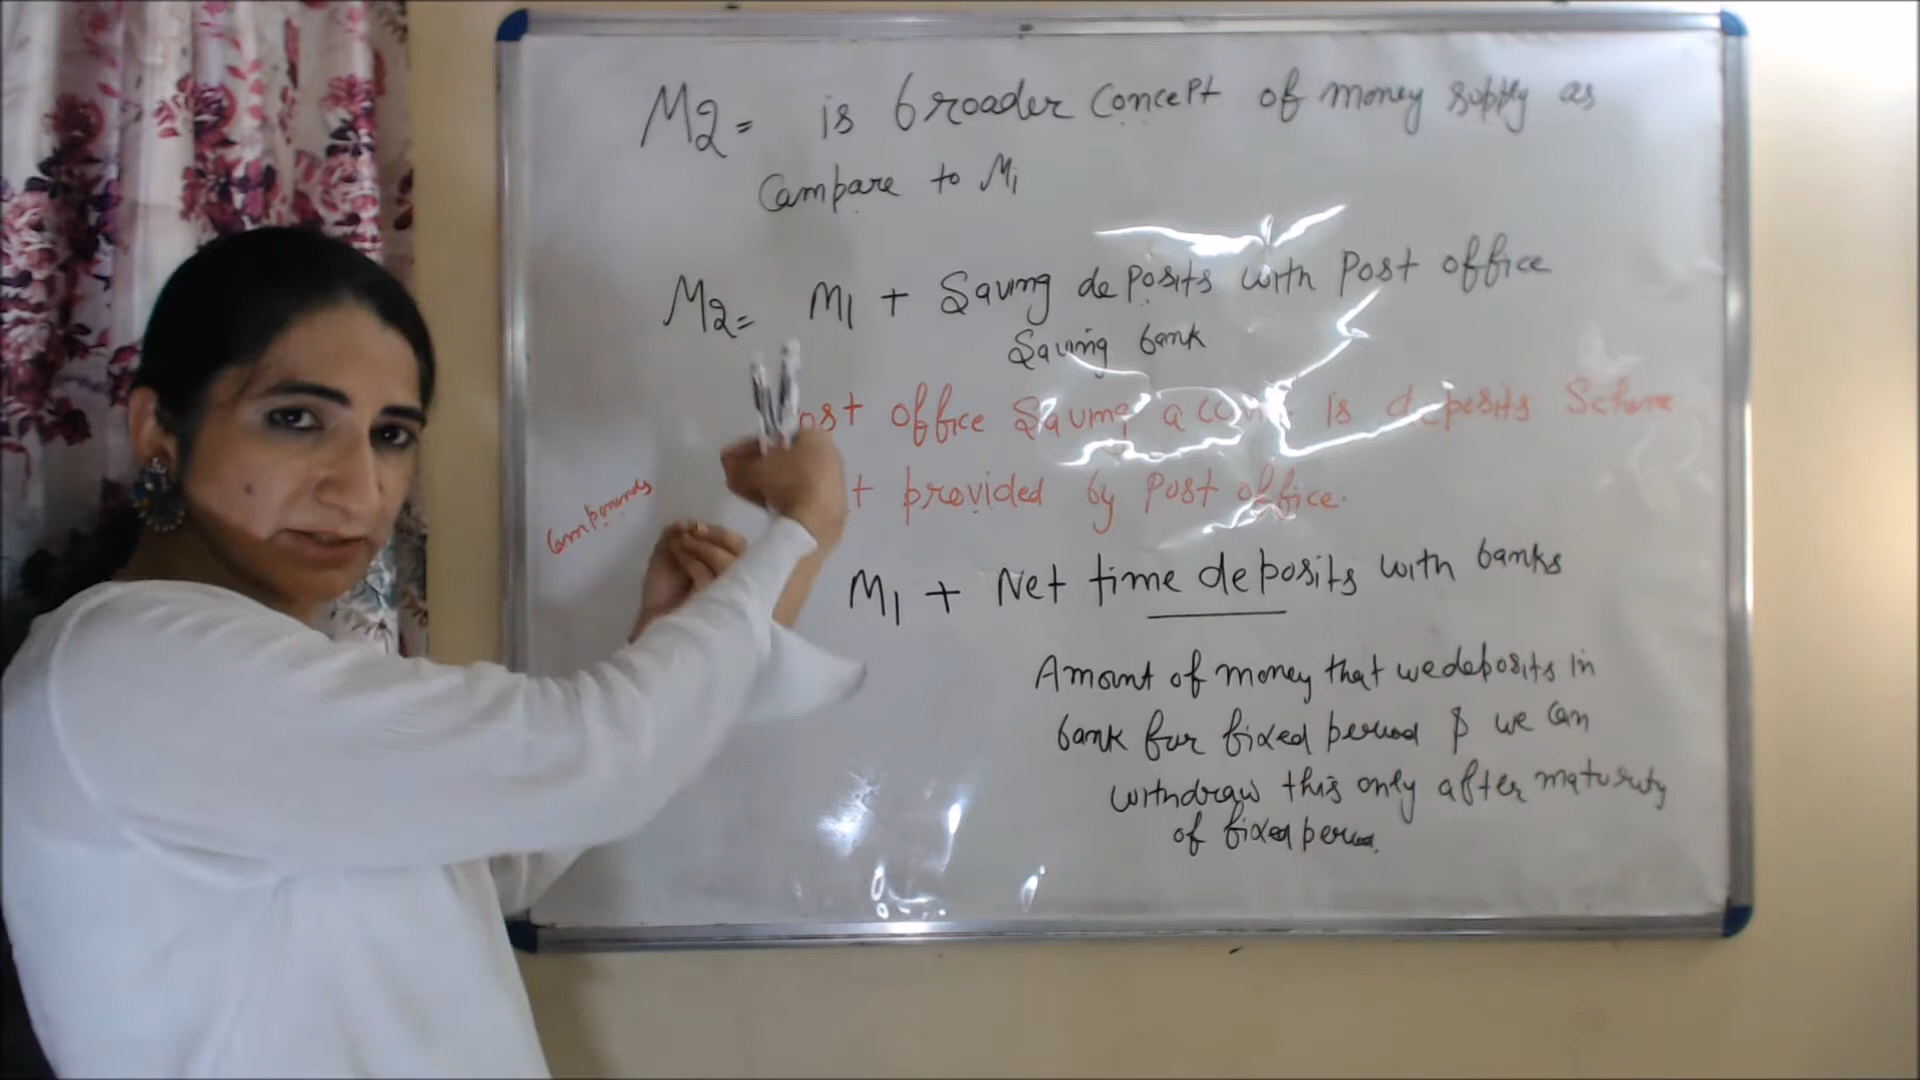 M2 = is broader concept of money supply as
Compare to M1
M2 = M1 + Saving deposits with Post office
Saving bank
office Saving is deposits Scheme
provided by Post office.
Components
M1 + Net time deposits with banks
Amount of money that we deposits in
bank for fixed period & we can
withdraw this only after maturity
of fixed period.